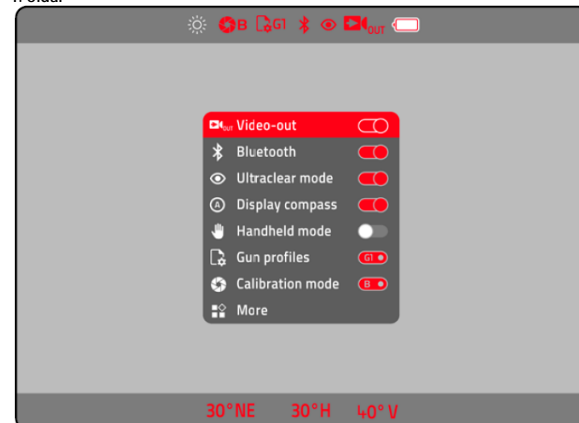 B G1 OUT
OUT Video-out
Bluetooth
Ultraclear mode
A Display compass
Handheld mode
Gun profiles G1
Calibration mode B
More
30°NE 30°H 40°V